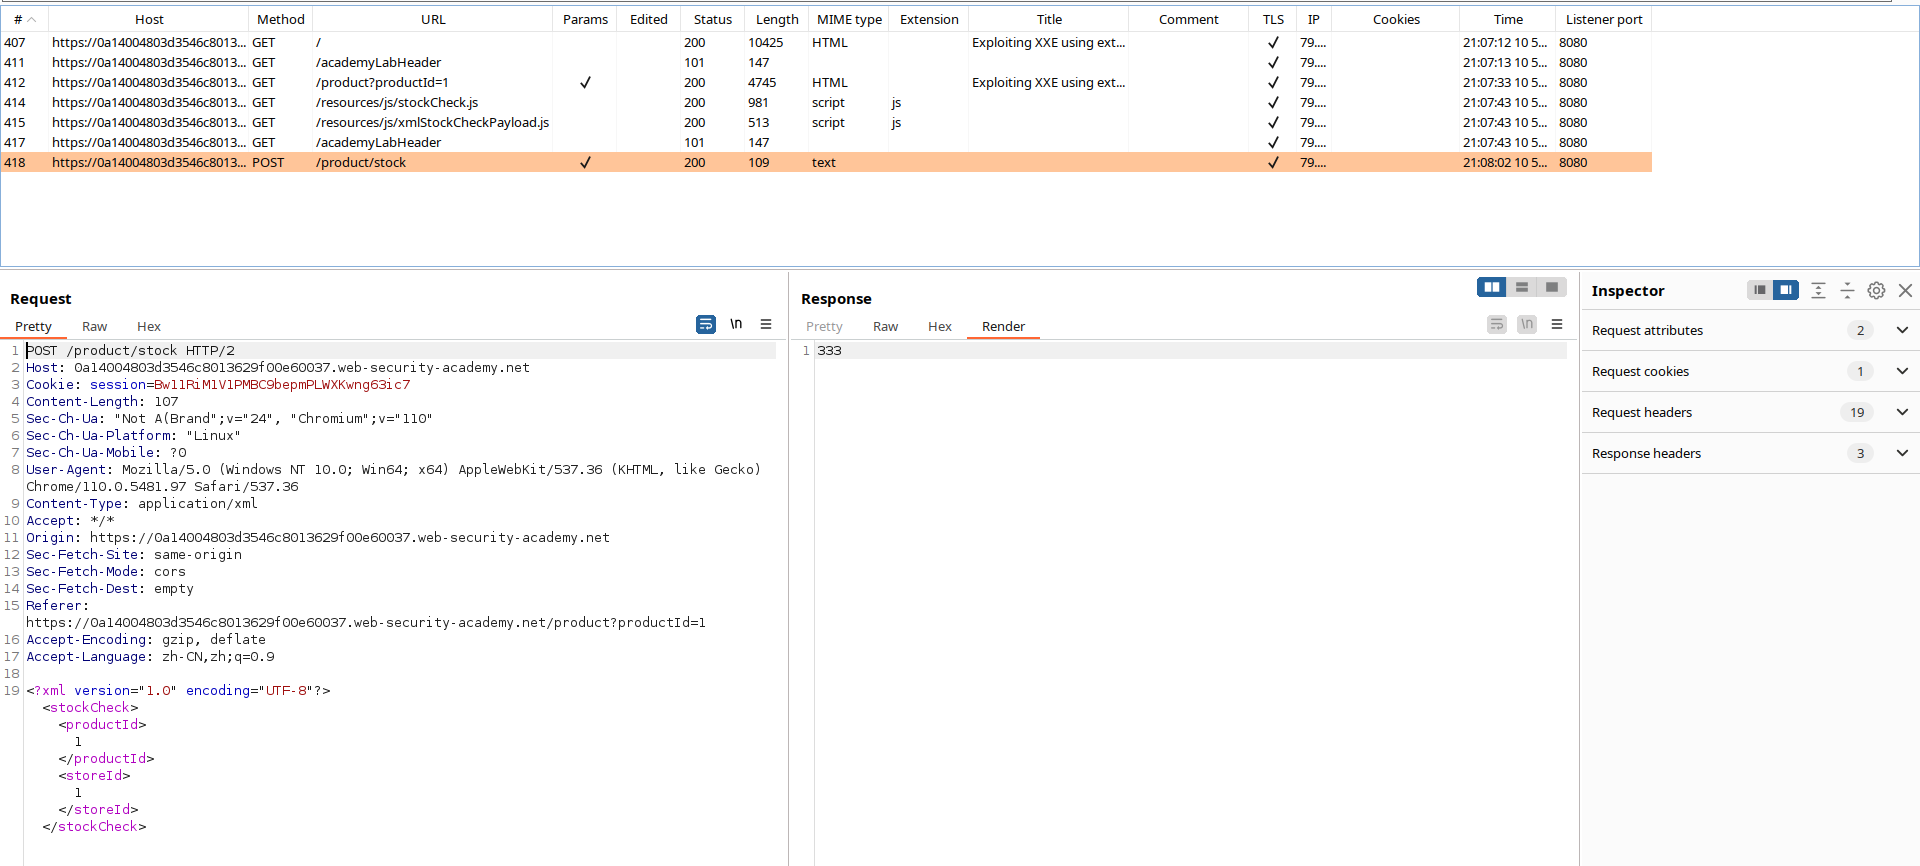 # Host Method URL Params Edited Status Length MIME type Extension Title Comment TLS IP Cookies Time Listener port
407 https://0a14004803d3546c8013... GET / 200 10425 HTML Exploiting XXE using ext... ✓ 79.... 21:07:12 10 5... 8080
411 https://0a14004803d3546c8013... GET /academyLabHeader 101 147 ✓ 79.... 21:07:13 10 5... 8080
412 https://0a14004803d3546c8013... GET /product?productId=1 ✓ 200 4745 HTML Exploiting XXE using ext... ✓ 79.... 21:07:33 10 5... 8080
414 https://0a14004803d3546c8013... GET /resources/js/stockCheck.js 200 981 script js ✓ 79.... 21:07:43 10 5... 8080
415 https://0a14004803d3546c8013... GET /resources/js/xmlStockCheckPayload.js 200 513 script js ✓ 79.... 21:07:43 10 5... 8080
417 https://0a14004803d3546c8013... GET /academyLabHeader 101 147 ✓ 79.... 21:07:43 10 5... 8080
418 https://0a14004803d3546c8013... POST /product/stock ✓ 200 109 text ✓ 79.... 21:08:02 10 5... 8080
Request
Pretty Raw Hex \n
1 POST /product/stock HTTP/2
2 Host: 0a14004803d3546c8013629f00e60037.web-security-academy.net
3 Cookie: session=Bw11RiM1V1PMBC9bepmPLWXKwng63ic7
4 Content-Length: 107
5 Sec-Ch-Ua: "Not A(Brand";v="24", "Chromium";v="110"
6 Sec-Ch-Ua-Platform: "Linux"
7 Sec-Ch-Ua-Mobile: ?0
8 User-Agent: Mozilla/5.0 (Windows NT 10.0; Win64; x64) AppleWebKit/537.36 (KHTML, like Gecko)
Chrome/110.0.5481.97 Safari/537.36
9 Content-Type: application/xml
10 Accept: */*
11 Origin: https://0a14004803d3546c8013629f00e60037.web-security-academy.net
12 Sec-Fetch-Site: same-origin
13 Sec-Fetch-Mode: cors
14 Sec-Fetch-Dest: empty
15 Referer:
https://0a14004803d3546c8013629f00e60037.web-security-academy.net/product?productId=1
16 Accept-Encoding: gzip, deflate
17 Accept-Language: zh-CN,zh;q=0.9
18
19 <?xml version="1.0" encoding="UTF-8"?>
<stockCheck>
<productId>
1
</productId>
<storeId>
1
</storeId>
</stockCheck>
Response
Pretty Raw Hex Render \n
1 333
Inspector
Request attributes 2
Request cookies 1
Request headers 19
Response headers 3